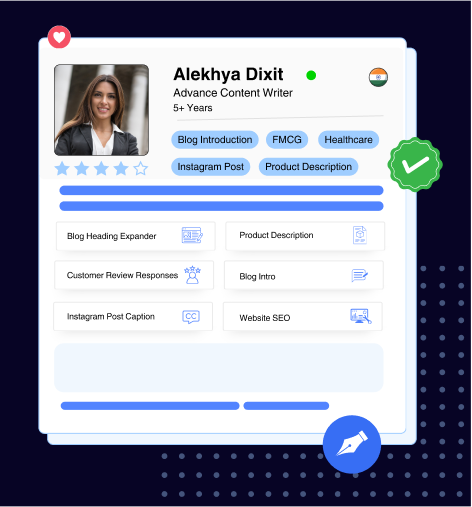 Alekhya Dixit
Advance Content Writer
5+ Years
Blog Introduction FMCG Healthcare
Instagram Post Product Description
Blog Heading Expander Product Description
Customer Review Responses Blog Intro
Instagram Post Caption CC Website SEO